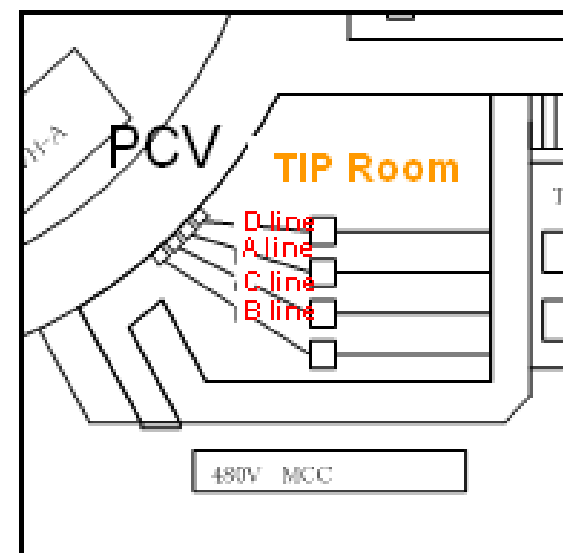 PCV
TIP Room
D line
A line
C line
B line
480V MCC